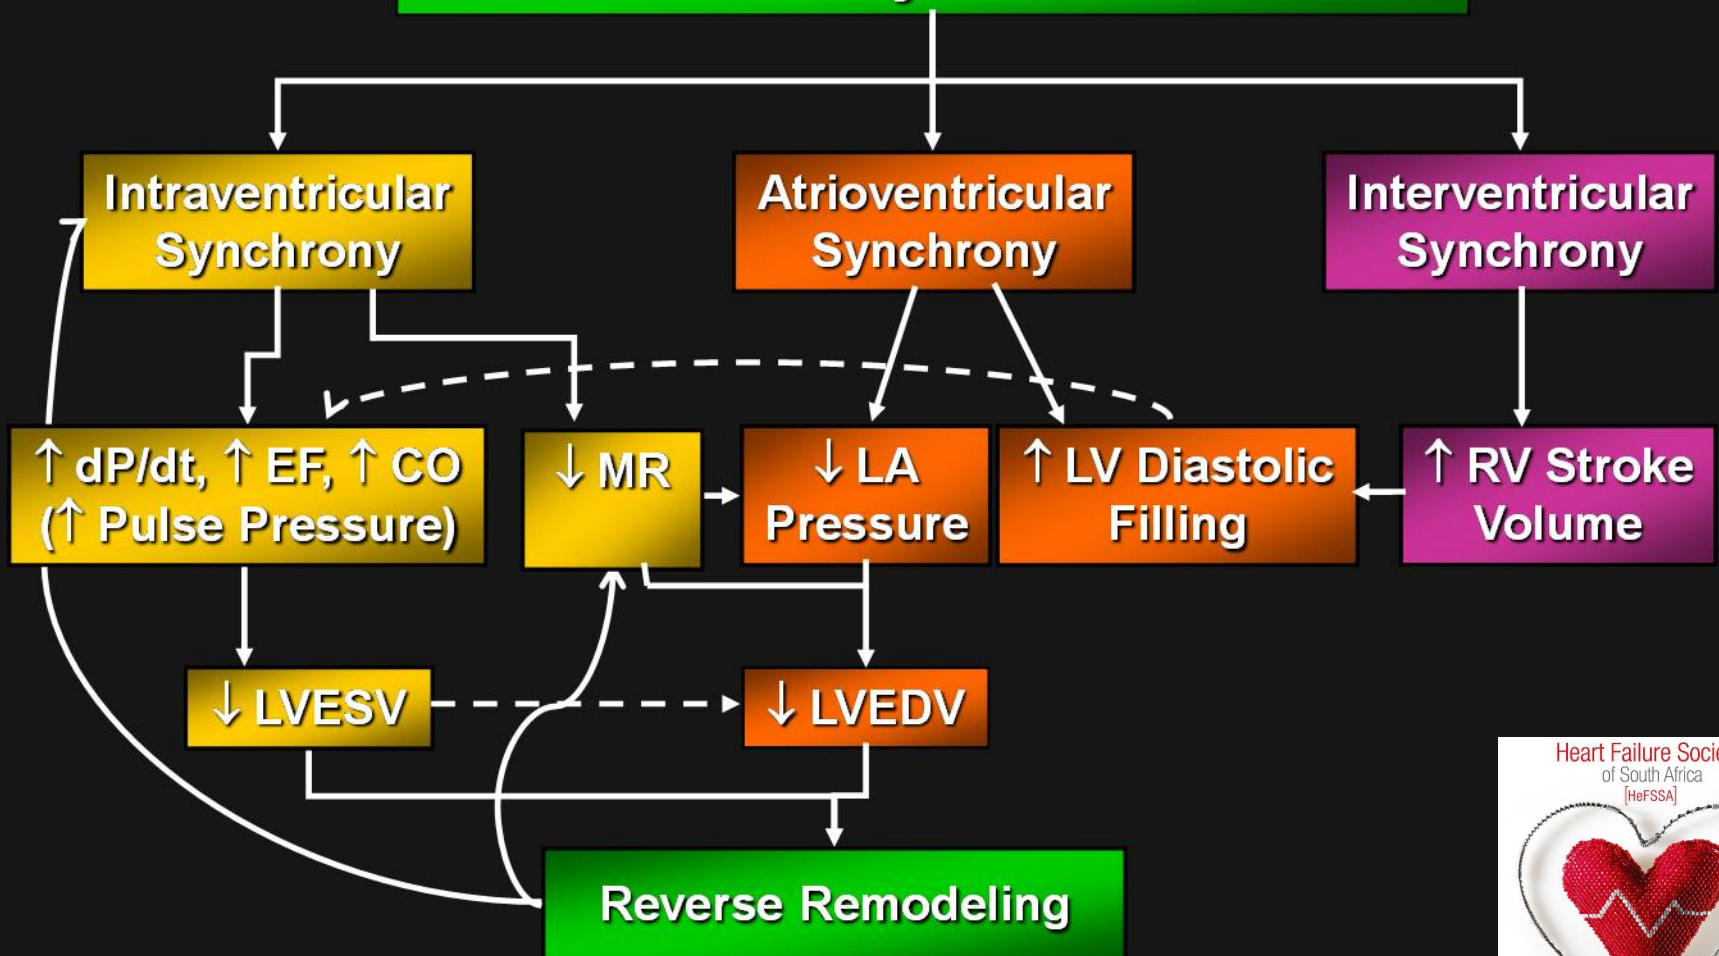 Intraventricular
Synchrony
Atrioventricular
Synchrony
Interventricular
Synchrony
↑ dP/dt, ↑ EF, ↑ CO
(↑ Pulse Pressure)
↓ MR
↓ LA
Pressure
↑ LV Diastolic
Filling
↑ RV Stroke
Volume
↓ LVESV
↓ LVEDV
Reverse Remodeling
Heart Failure
of South Africa
[HeFSSA]